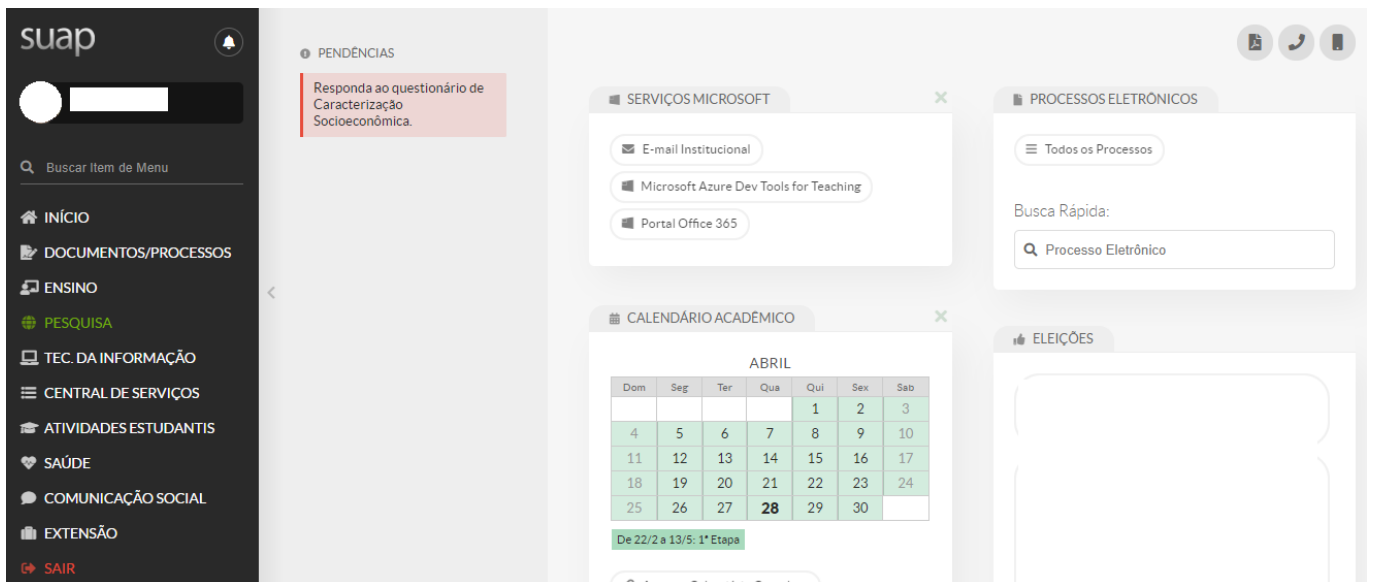 suap
Buscar Item de Menu
INÍCIO
DOCUMENTOS/PROCESSOS
ENSINO
PESQUISA
TEC. DA INFORMAÇÃO
CENTRAL DE SERVIÇOS
ATIVIDADES ESTUDANTIS
SAÚDE
COMUNICAÇÃO SOCIAL
EXTENSÃO
SAIR
PENDÊNCIAS
Responda ao questionário de
Caracterização
Socioeconômica.
SERVIÇOS MICROSOFT
E-mail Institucional
Microsoft Azure Dev Tools for Teaching
Portal Office 365
CALENDÁRIO ACADÊMICO
ABRIL
Dom Seg Ter Qua Qui Sex Sab
1 2 3
4 5 6 7 8 9 10
11 12 13 14 15 16 17
18 19 20 21 22 23 24
25 26 27 28 29 30
De 22/2 a 13/5: 1ª Etapa
PROCESSOS ELETRÔNICOS
Todos os Processos
Busca Rápida:
Processo Eletrônico
ELEIÇÕES